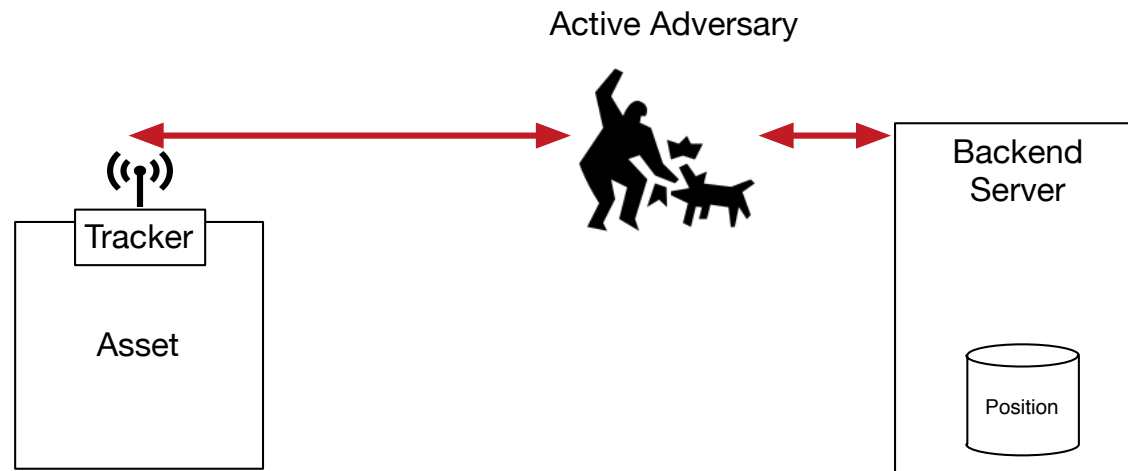 Active Adversary
Backend
Server
Tracker
Asset
Position